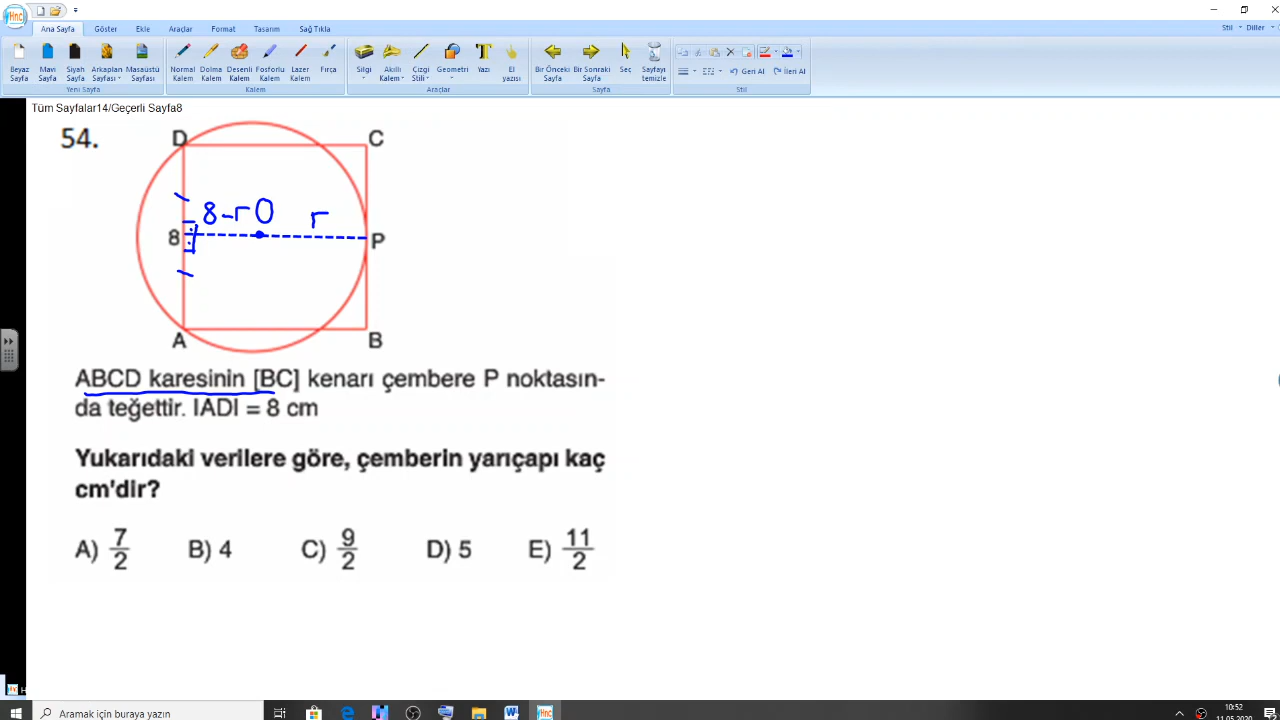 Hnc
Stil Diller
Ana Sayfa Göster Ekle Araçlar Format Tasarım Sağ Tıkla
Beyaz Sayfa Mavi Sayfa Siyah Sayfa Arkaplan Sayfası Masaüstü Sayfası
Yeni Sayfa
Normal Kalem Dolma Kalem Desenli Kalem Fosforlu Kalem Lazer Kalem Fırça
Kalem
Silgi Akıllı Kalem Çizgi Stili Geometri Yazı El yazısı
Araçlar
Bir Önceki Sayfa Bir Sonraki Sayfa Seç Sayfayı temizle
Sayfa
Geri Al İleri Al
Stil
Tüm Sayfalar14/Geçerli Sayfa8
54.
D C
8-r O r
8 P
A B
ABCD karesinin [BC] kenarı çembere P noktasın-
da teğettir. IADI = 8 cm
Yukarıdaki verilere göre, çemberin yarıçapı kaç
cm'dir?
A) 7/2 B) 4 C) 9/2 D) 5 E) 11/2
Aramak için buraya yazın
10:52
11.05.2020